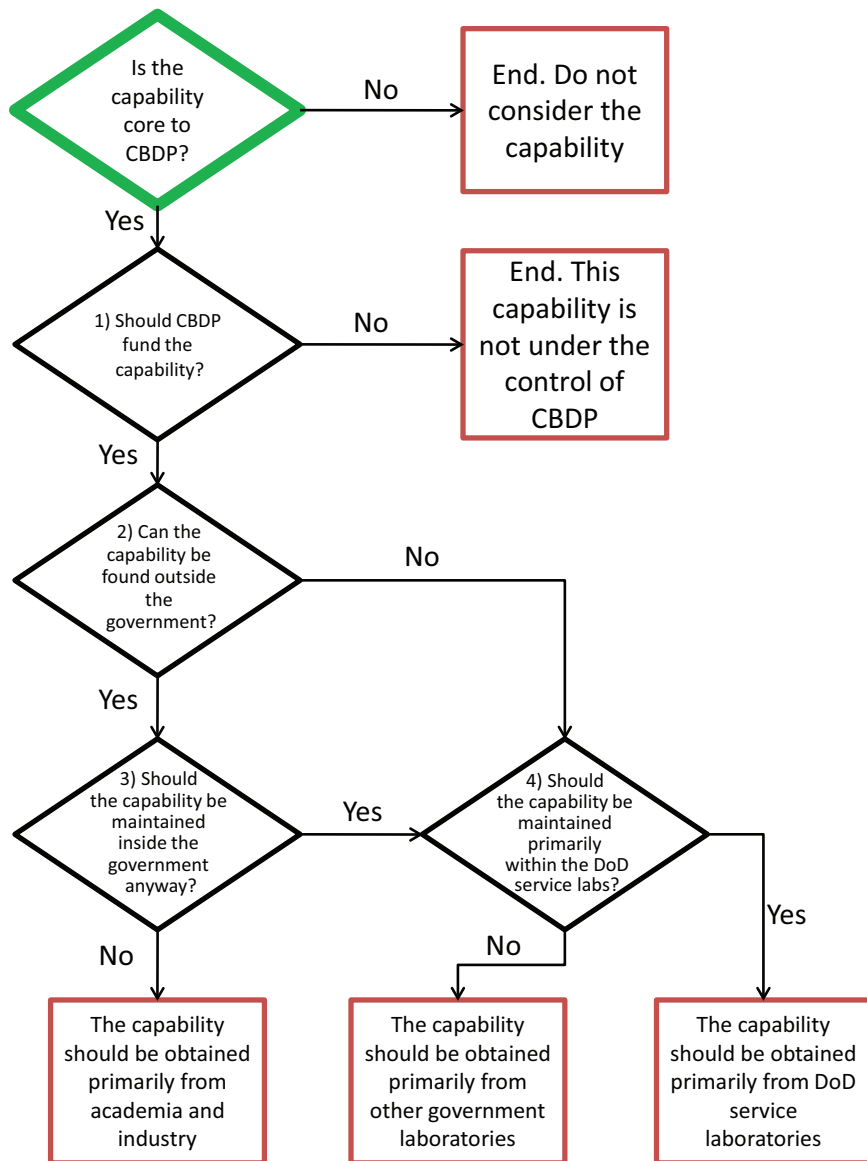 Is the
capability
core to
CBDP?
No
End. Do not
consider the
capability
Yes
1) Should CBDP
fund the
capability?
No
End. This
capability is
not under the
control of
CBDP
Yes
2) Can the
capability be
found outside
the
government?
No
Yes
3) Should
the capability be
maintained
inside the
government
anyway?
Yes
4) Should
the capability be
maintained
primarily
within the DoD
service labs?
Yes
No
No
The capability
should be obtained
primarily from
academia and
industry
The capability
should be obtained
primarily from
other government
laboratories
The capability
should be obtained
primarily from DoD
service
laboratories